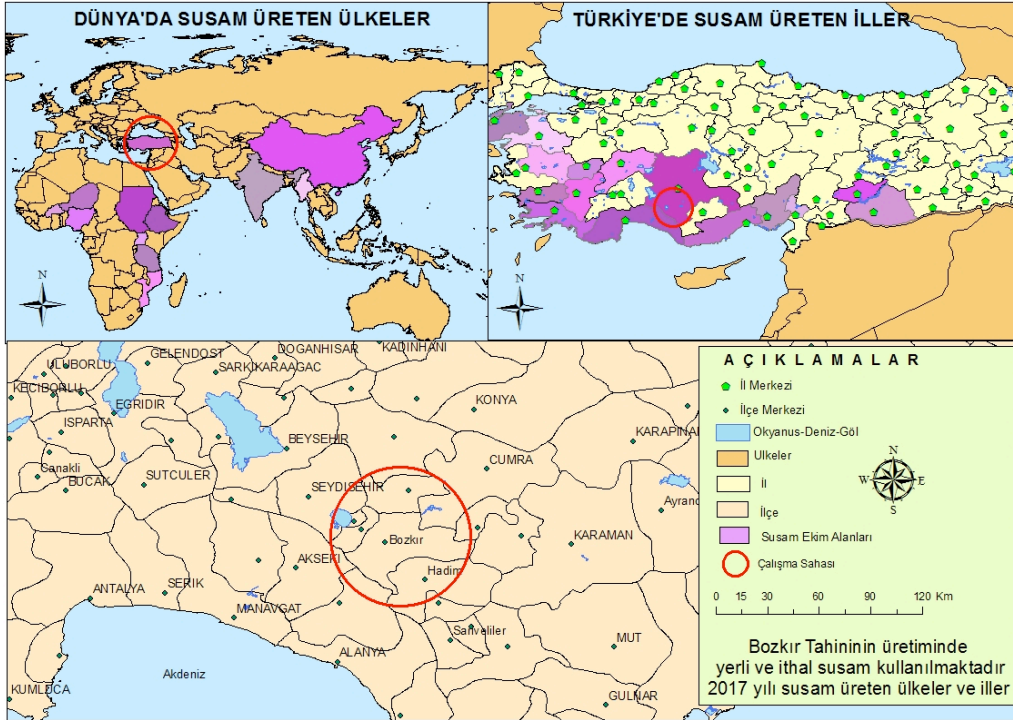 DÜNYA'DA SUSAM ÜRETEN ÜLKELER
TÜRKİYE'DE SUSAM ÜRETEN İLLER
N
N
ULUBORLU
GELENDOST
DOGANHISAR
KADINHANI
SARKIKARAAGAC
KECIBORLU
EGRIDIR
KONYA
ISPARTA
BEYSEHIR
KARAPINAR
Canakli
BUCAK
SUTCULER
CUMRA
SEYDISEHIR
Ayranc
Bozkır
KARAMAN
AKSEKI
Hadim
ANTALYA
SERIK
MANAVGAT
Sariveliler
MUT
ALANYA
Akdeniz
KUMLUCA
GULNAR
A Ç I K L A M A L A R
İl Merkezi
İlçe Merkezi
Okyanus-Deniz-Göl
Ulkeler
İl
İlçe
Susam Ekim Alanları
Çalışma Sahası
N
W
E
S
0 15 30 60 90 120 Km
Bozkır Tahininin üretiminde
yerli ve ithal susam kullanılmaktadır
2017 yılı susam üreten ülkeler ve iller